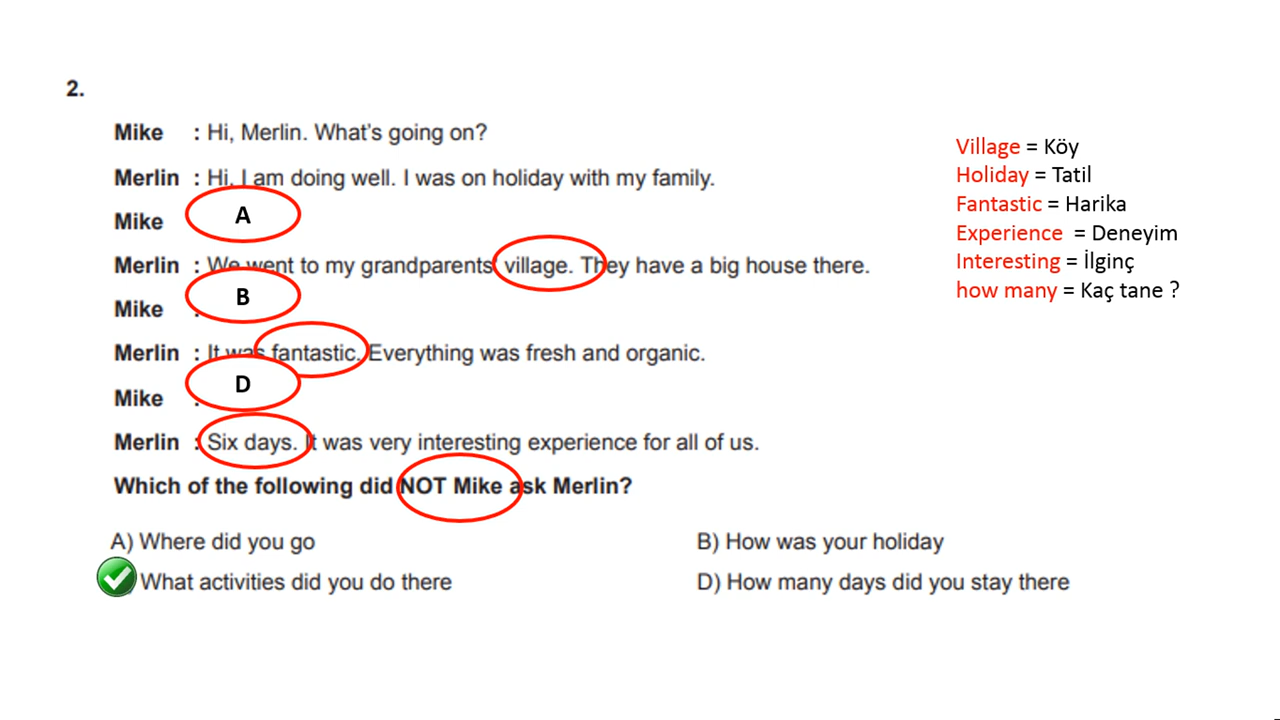 2.
Mike : Hi, Merlin. What's going on?
Merlin : Hi, I am doing well. I was on holiday with my family.
Mike A
Merlin : We went to my grandparents' village. They have a big house there.
Mike : B
Merlin : It was fantastic. Everything was fresh and organic.
Mike : D
Merlin : Six days. It was very interesting experience for all of us.
Which of the following did NOT Mike ask Merlin?
A) Where did you go
B) How was your holiday
What activities did you do there
D) How many days did you stay there
Village = Köy
Holiday = Tatil
Fantastic = Harika
Experience = Deneyim
Interesting = İlginç
how many = Kaç tane ?